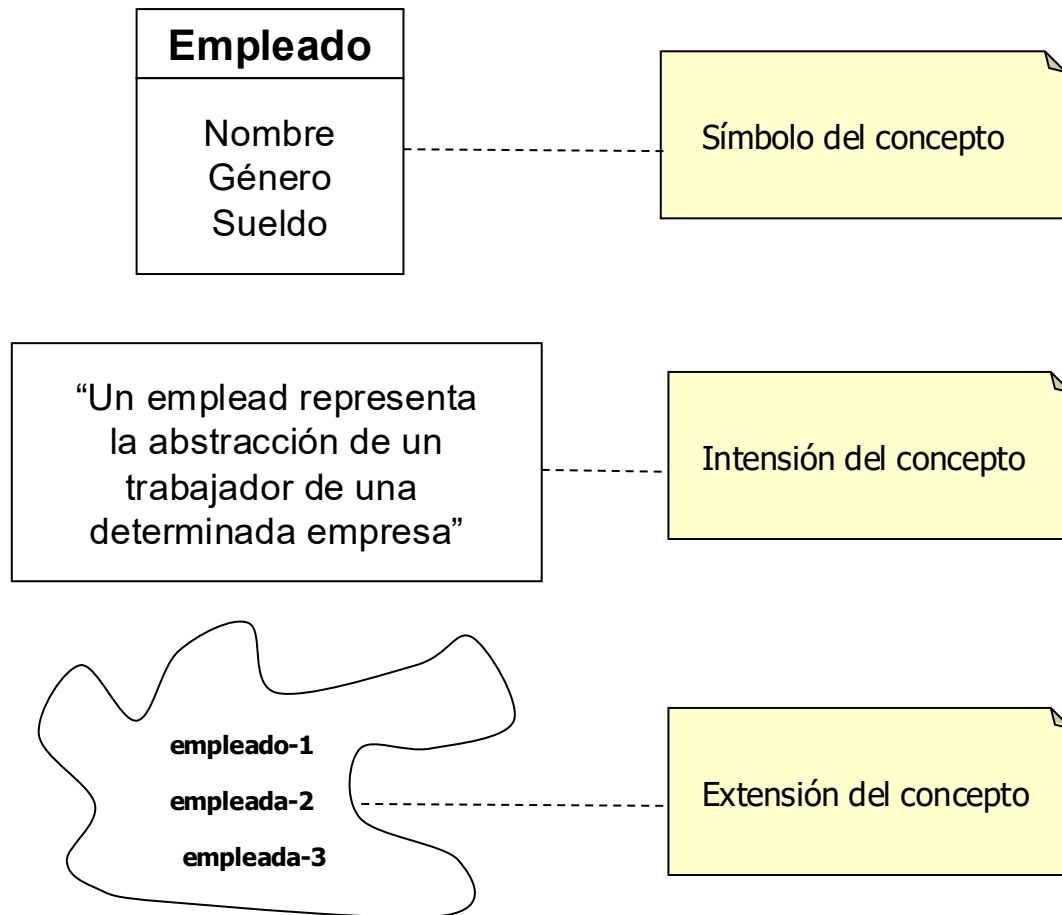 Empleado
Nombre
Género
Sueldo
Símbolo del concepto
“Un emplead representa
la abstracción de un
trabajador de una
determinada empresa”
Intensión del concepto
empleado-1
empleada-2
empleada-3
Extensión del concepto